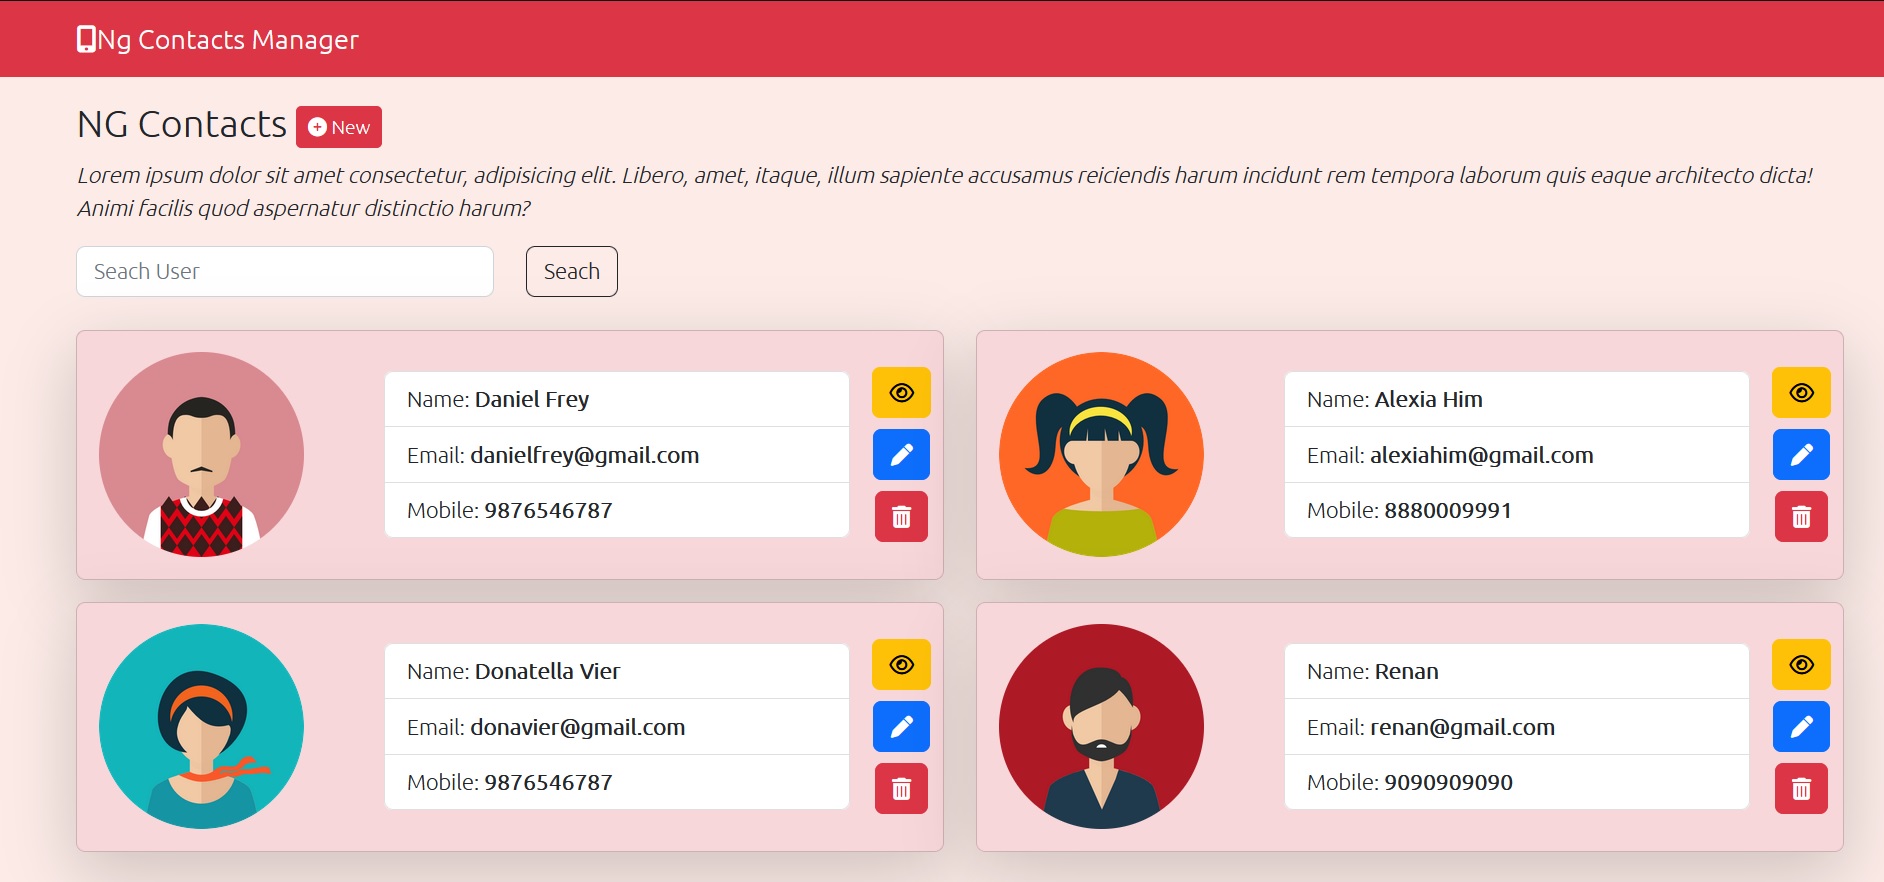 Ng Contacts Manager
NG Contacts New
Lorem ipsum dolor sit amet consectetur, adipisicing elit. Libero, amet, itaque, illum sapiente accusamus reiciendis harum incidunt rem tempora laborum quis eaque architecto dicta!
Animi facilis quod aspernatur distinctio harum?
Seach User Seach
Name: Daniel Frey
Email: danielfrey@gmail.com
Mobile: 9876546787
Name: Alexia Him
Email: alexiahim@gmail.com
Mobile: 8880009991
Name: Donatella Vier
Email: donavier@gmail.com
Mobile: 9876546787
Name: Renan
Email: renan@gmail.com
Mobile: 9090909090